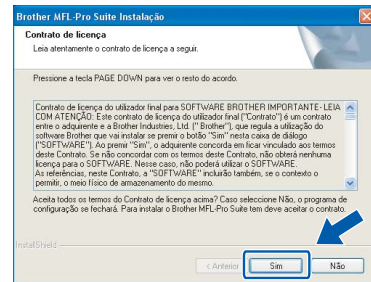 Brother MFL-Pro Suite Instalação
Contrato de licença
Leia atentamente o contrato de licença a seguir.
Pressione a tecla PAGE DOWN para ver o resto do acordo.
Contrato de licença do utilizador final para SOFTWARE BROTHER IMPORTANTE- LEIA
COM ATENÇÃO: Este contrato de licença do utilizador final ("Contrato") é um contrato
entre o adquirente e a Brother Industries, Ltd. (" Brother"), que regula a utilização do
software Brother que vai instalar se premir o botão "Sim" nesta caixa de diálogo
("SOFTWARE"). Ao premir "Sim", o adquirente concorda em ficar vinculado aos termos
deste Contrato. Se não concordar com os termos deste Contrato, não obterá nenhuma
licença para o SOFTWARE. Nesse caso, não poderá utilizar o SOFTWARE.
As referências, neste Contrato, a "SOFTWARE" incluirão também, se o contexto o
permitir, o meio físico de armazenamento do mesmo.
Aceita todos os termos do Contrato de licença acima? Caso seleccione Não, o programa de
configuração se fechará. Para instalar o Brother MFL-Pro Suite tem deve aceitar o contrato.
InstallShield
< Anterior Sim Não